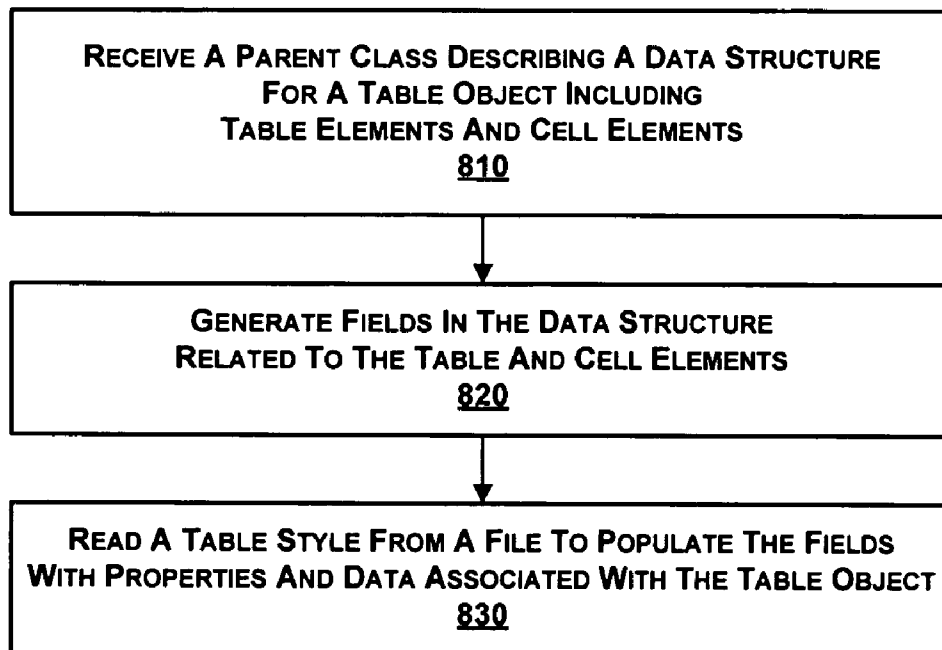 RECEIVE A PARENT CLASS DESCRIBING A DATA STRUCTURE
FOR A TABLE OBJECT INCLUDING
TABLE ELEMENTS AND CELL ELEMENTS
810
GENERATE FIELDS IN THE DATA STRUCTURE
RELATED TO THE TABLE AND CELL ELEMENTS
820
READ A TABLE STYLE FROM A FILE TO POPULATE THE FIELDS
WITH PROPERTIES AND DATA ASSOCIATED WITH THE TABLE OBJECT
830